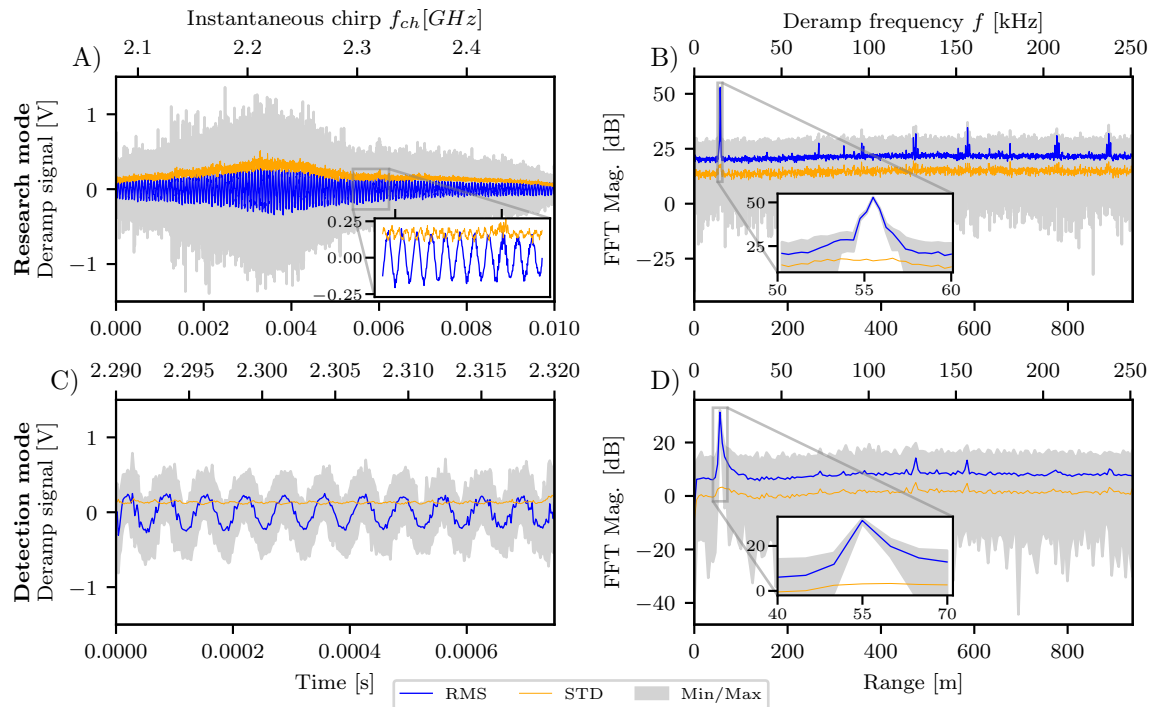 Instantaneous chirp f_ch[GHz]
2.1 2.2 2.3 2.4
A)
Research mode
Deramp signal [V]
1
0
−1
0.25
0.00
−0.25
0.000 0.002 0.004 0.006 0.008 0.010
Deramp frequency f [kHz]
0 50 100 150 200 250
B)
FFT Mag. [dB]
50
25
0
−25
50
25
50 55 60
0 200 400 600 800
2.290 2.295 2.300 2.305 2.310 2.315 2.320
C)
Detection mode
Deramp signal [V]
1
0
−1
0.0000 0.0002 0.0004 0.0006
Time [s]
0 50 100 150 200 250
D)
FFT Mag. [dB]
20
0
−20
−40
20
0
40 55 70
0 200 400 600 800
Range [m]
RMS STD Min/Max